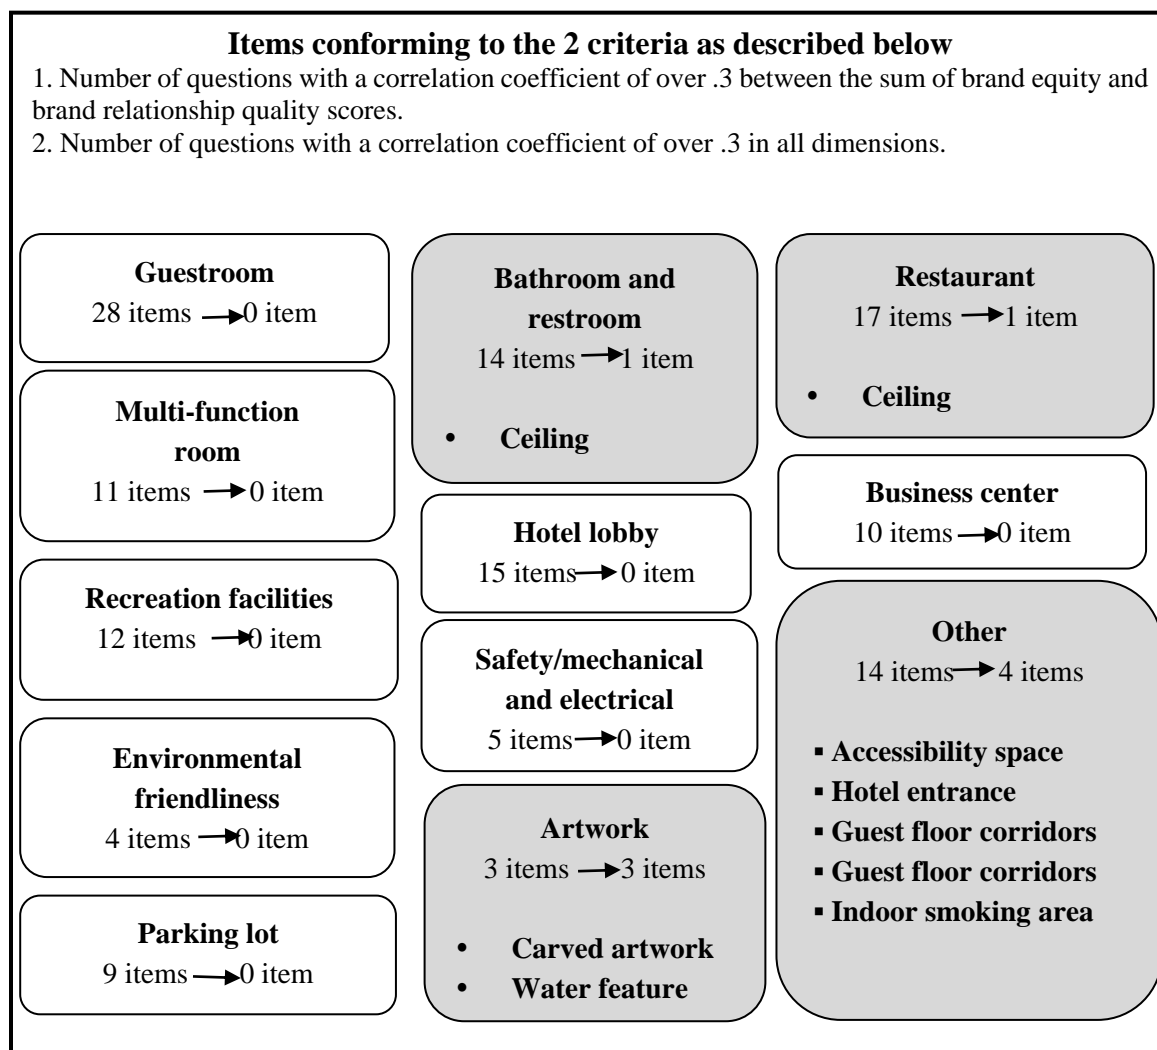 Items conforming to the 2 criteria as described below
1. Number of questions with a correlation coefficient of over .3 between the sum of brand equity and
brand relationship quality scores.
2. Number of questions with a correlation coefficient of over .3 in all dimensions.
Guestroom
28 items → 0 item
Multi-function
room
11 items → 0 item
Recreation facilities
12 items → 0 item
Environmental
friendliness
4 items → 0 item
Parking lot
9 items → 0 item
Bathroom and
restroom
14 items → 1 item
• Ceiling
Hotel lobby
15 items → 0 item
Safety/mechanical
and electrical
5 items → 0 item
Artwork
3 items → 3 items
• Carved artwork
• Water feature
Restaurant
17 items → 1 item
• Ceiling
Business center
10 items → 0 item
Other
14 items → 4 items
▪ Accessibility space
▪ Hotel entrance
▪ Guest floor corridors
▪ Guest floor corridors
▪ Indoor smoking area